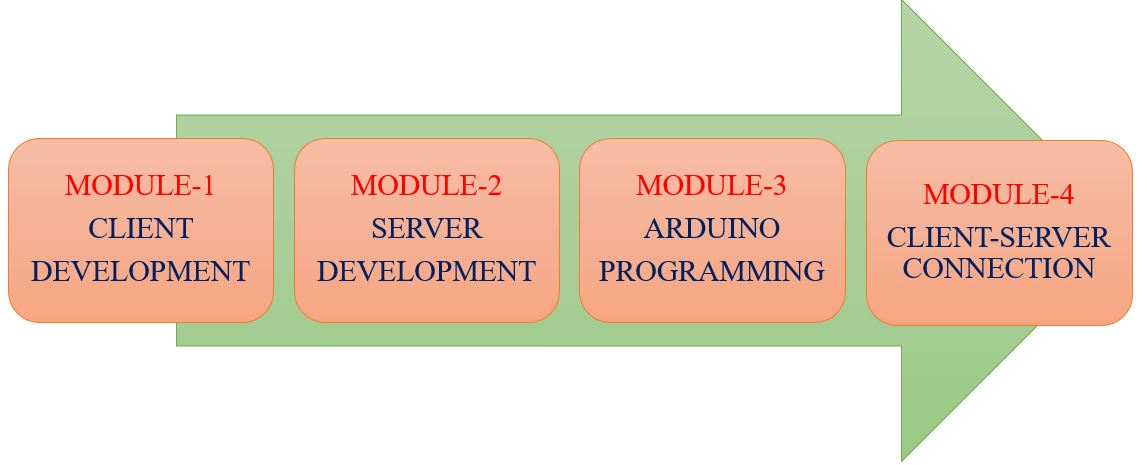 MODULE-1
CLIENT
DEVELOPMENT
MODULE-2
SERVER
DEVELOPMENT
MODULE-3
ARDUINO
PROGRAMMING
MODULE-4
CLIENT-SERVER
CONNECTION